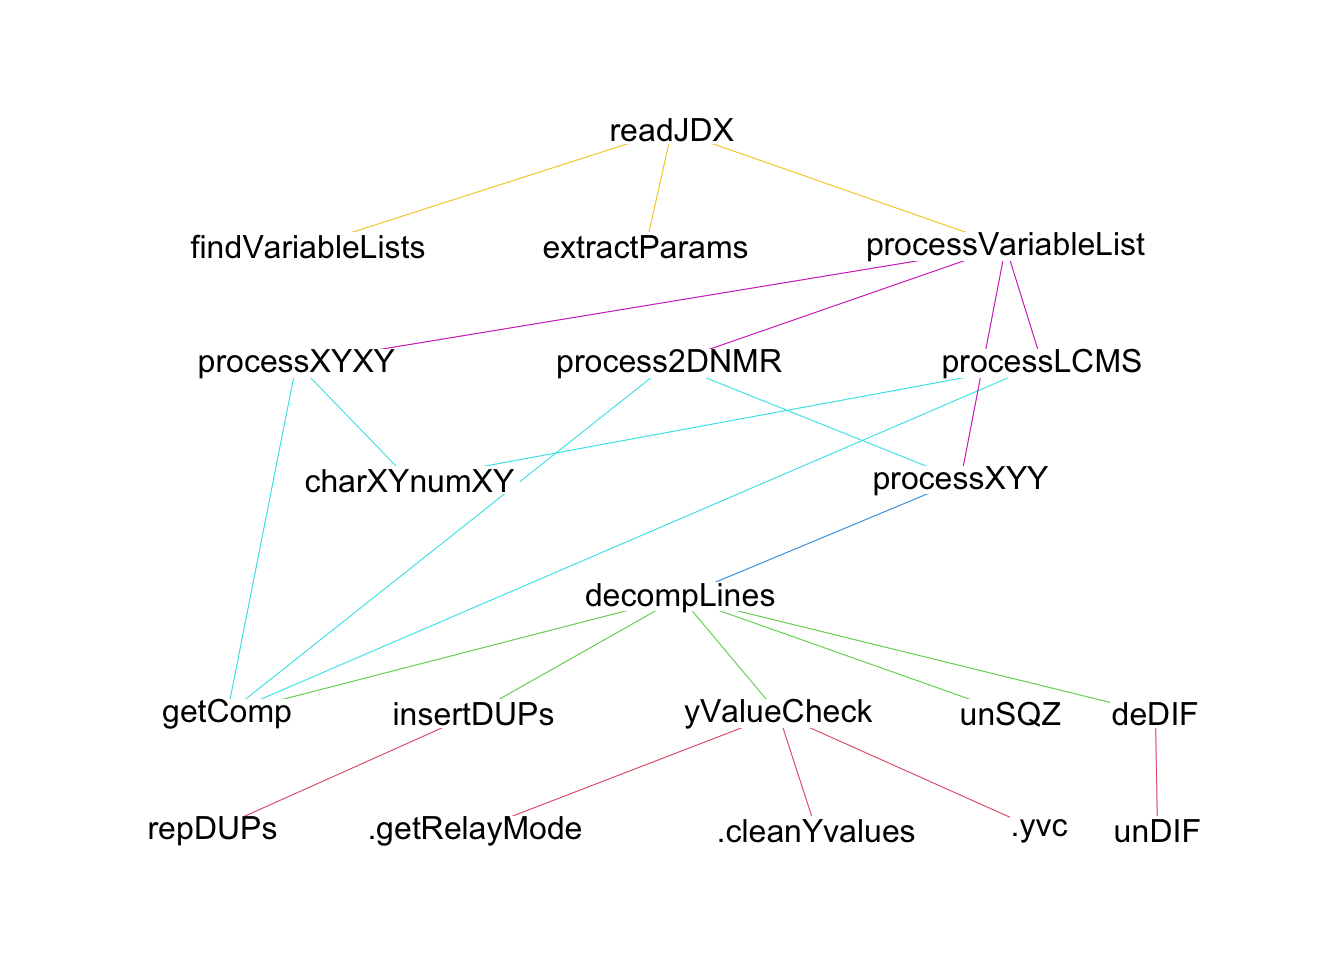 readJDX
findVariableLists
extractParams
processVariableList
processXYXY
process2DNMR
processLCMS
charXYnumXY
processXYY
decompLines
getComp
insertDUPs
yValueCheck
unSQZ
deDIF
repDUPs
.getRelayMode
.cleanYvalues
.yvc
unDIF